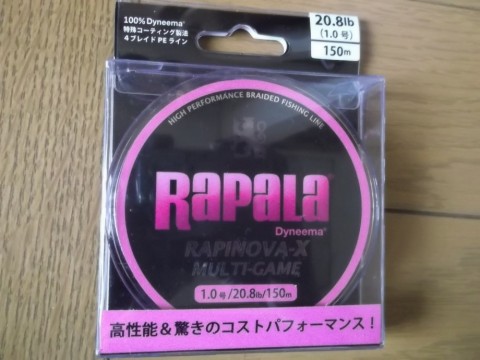 100% Dyneema®
特殊コーティング製法
4ブレイド PE ライン
20.8lb
(1.0 号)
150m
HIGH PERFORMANCE BRAIDED FISHING LINE
RAPALA
Dyneema®
RAPINOVA-X
MULTI-GAME
1.0 号/20.8lb/150m
高性能&驚きのコストパフォーマンス!